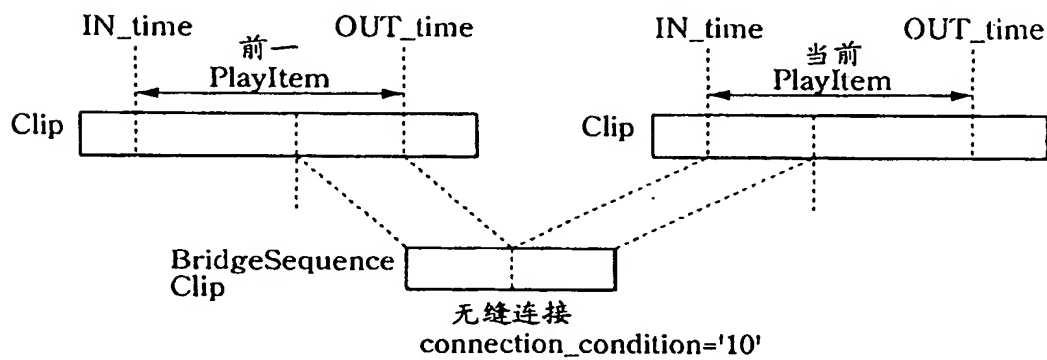 IN_time OUT_time IN_time OUT_time
前一 当前
PlayItem PlayItem
Clip Clip
BridgeSequence
Clip
无缝连接
connection_condition='10'